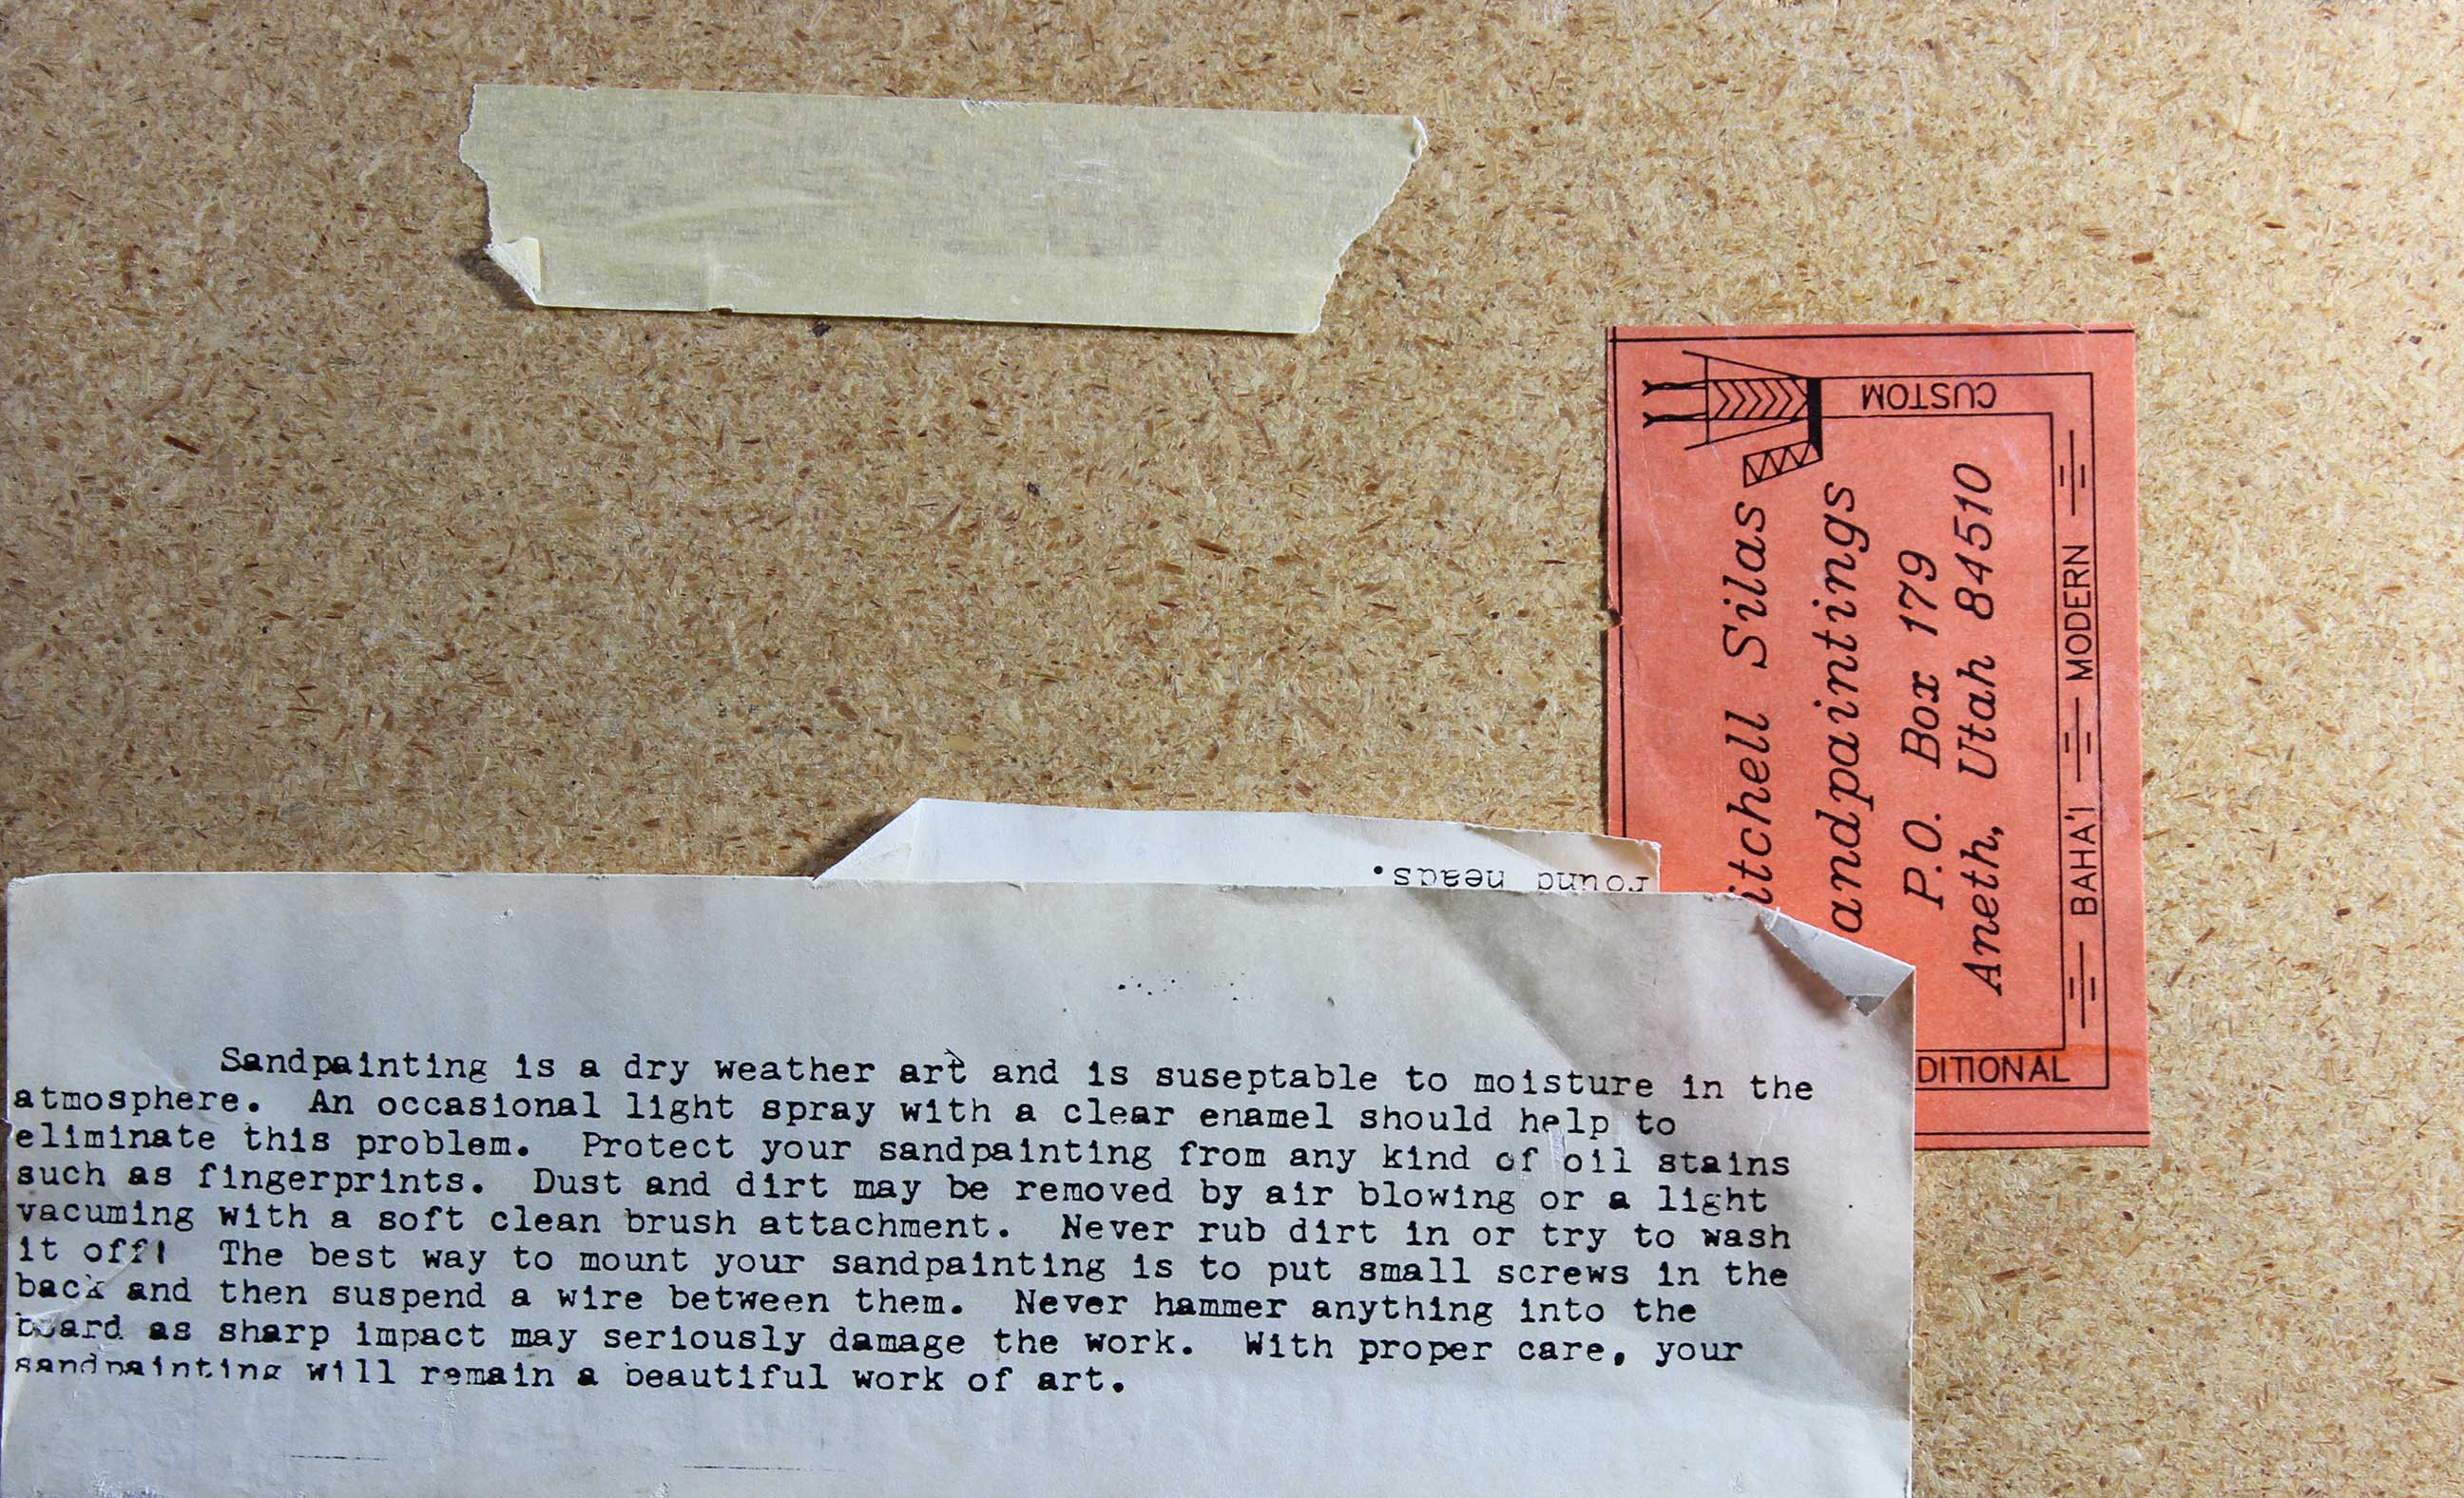 round heads.
Sandpainting is a dry weather art and is suseptable to moisture in the
atmosphere. An occasional light spray with a clear enamel should help to
eliminate this problem. Protect your sandpainting from any kind of oil stains
such as fingerprints. Dust and dirt may be removed by air blowing or a light
vacuming with a soft clean brush attachment. Never rub dirt in or try to wash
it off! The best way to mount your sandpainting is to put small screws in the
back and then suspend a wire between them. Never hammer anything into the
board as sharp impact may seriously damage the work. With proper care, your
sandpainting will remain a beautiful work of art.
itchell Silas
andpaintings
P.O. Box 179
Aneth, Utah 84510
DITIONAL
BAHA'I
MODERN
CUSTOM